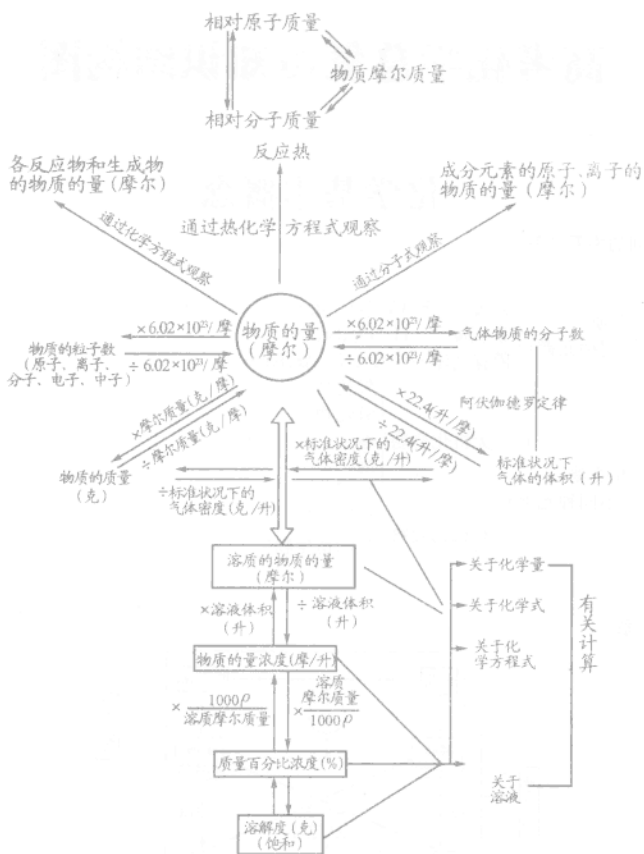 相对原子质量
物质摩尔质量
相对分子质量
反应热
各反应物和生成物
的物质的量(摩尔)
成分元素的原子、离子的
物质的量(摩尔)
通过化学方程式观察
通过热化学方程式观察
通过分子式观察
物质的量
(摩尔)
×6.02×10²³/摩
÷6.02×10²³/摩
物质的粒子数
(原子、离子、
分子、电子、中子)
×6.02×10²³/摩
÷6.02×10²³/摩
气体物质的分子数
阿伏伽德罗定律
×摩尔质量(克/摩)
÷摩尔质量(克/摩)
×22.4(升/摩)
÷22.4(升/摩)
物质的质量
(克)
×标准状况下的
气体密度(克/升)
÷标准状况下的
气体密度(克/升)
标准状况下
气体的体积(升)
溶质的物质的量
(摩尔)
×溶液体积
(升)
÷溶液体积
(升)
物质的量浓度(摩/升)
×1000ρ/溶质摩尔质量
×溶质摩尔质量/1000ρ
质量百分比浓度(%)
溶解度(克)
(饱和)
关于化学量
关于化学式
关于化
学方程式
关于
溶液
有关计算